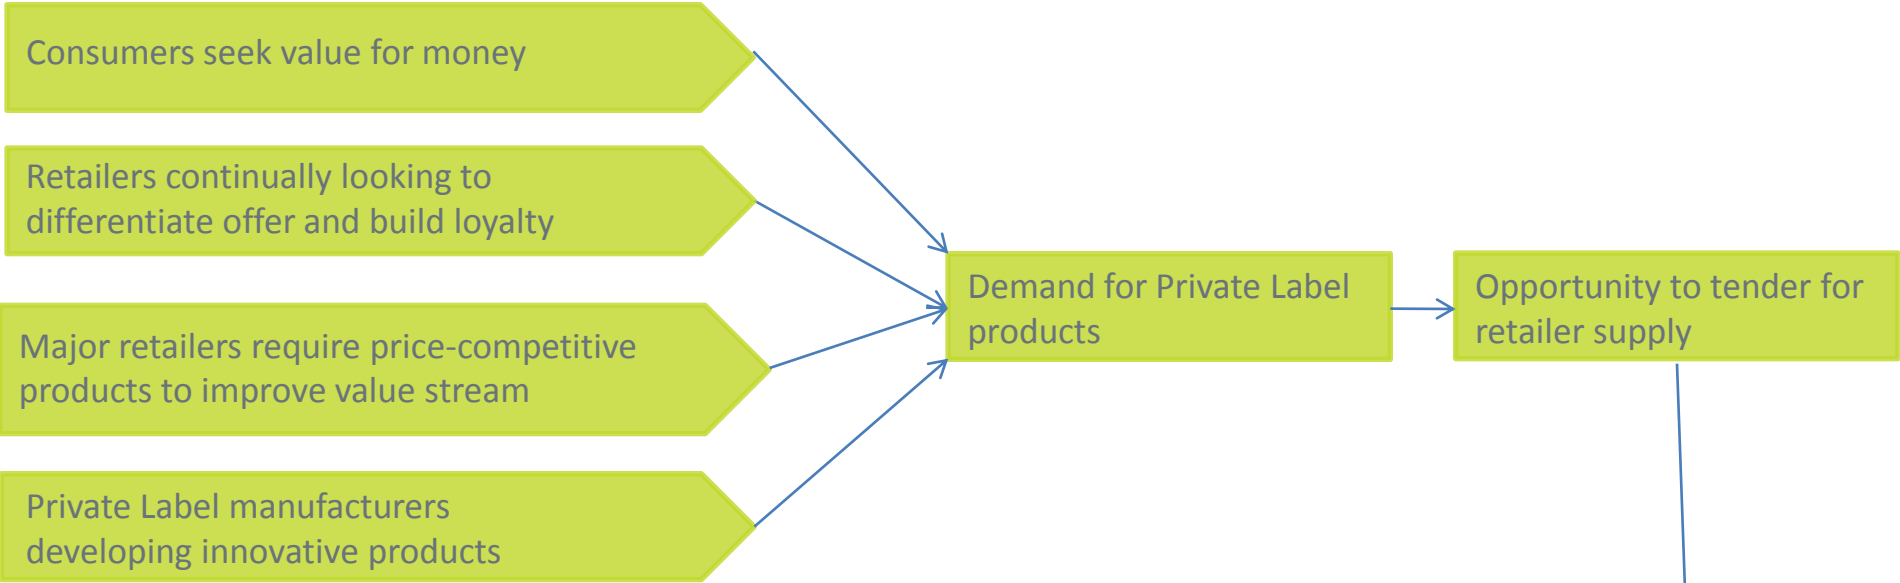 Consumers seek value for money
Retailers continually looking to
differentiate offer and build loyalty
Major retailers require price-competitive
products to improve value stream
Private Label manufacturers
developing innovative products
Demand for Private Label
products
Opportunity to tender for
retailer supply